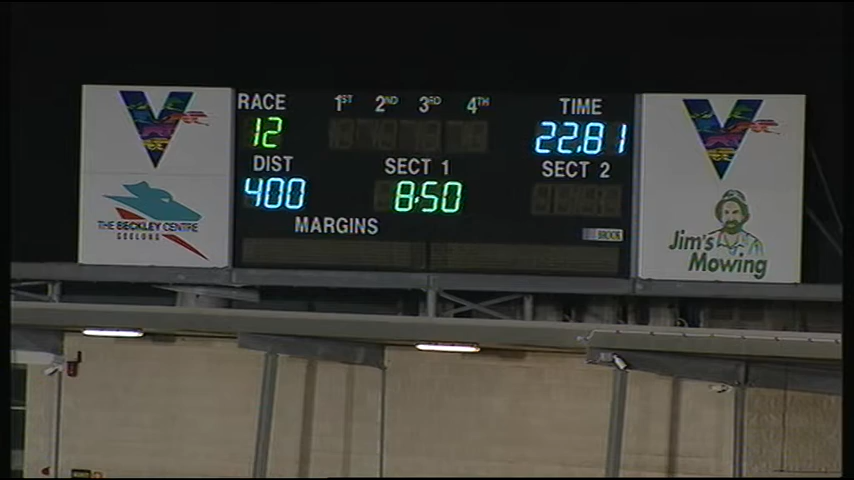 RACE 1ST 2ND 3RD 4TH TIME
12 22.81
DIST SECT 1 SECT 2
400 8.50
MARGINS
BROOK
THE BECKLEY CENTRE
GEELONG
Jim's
Mowing